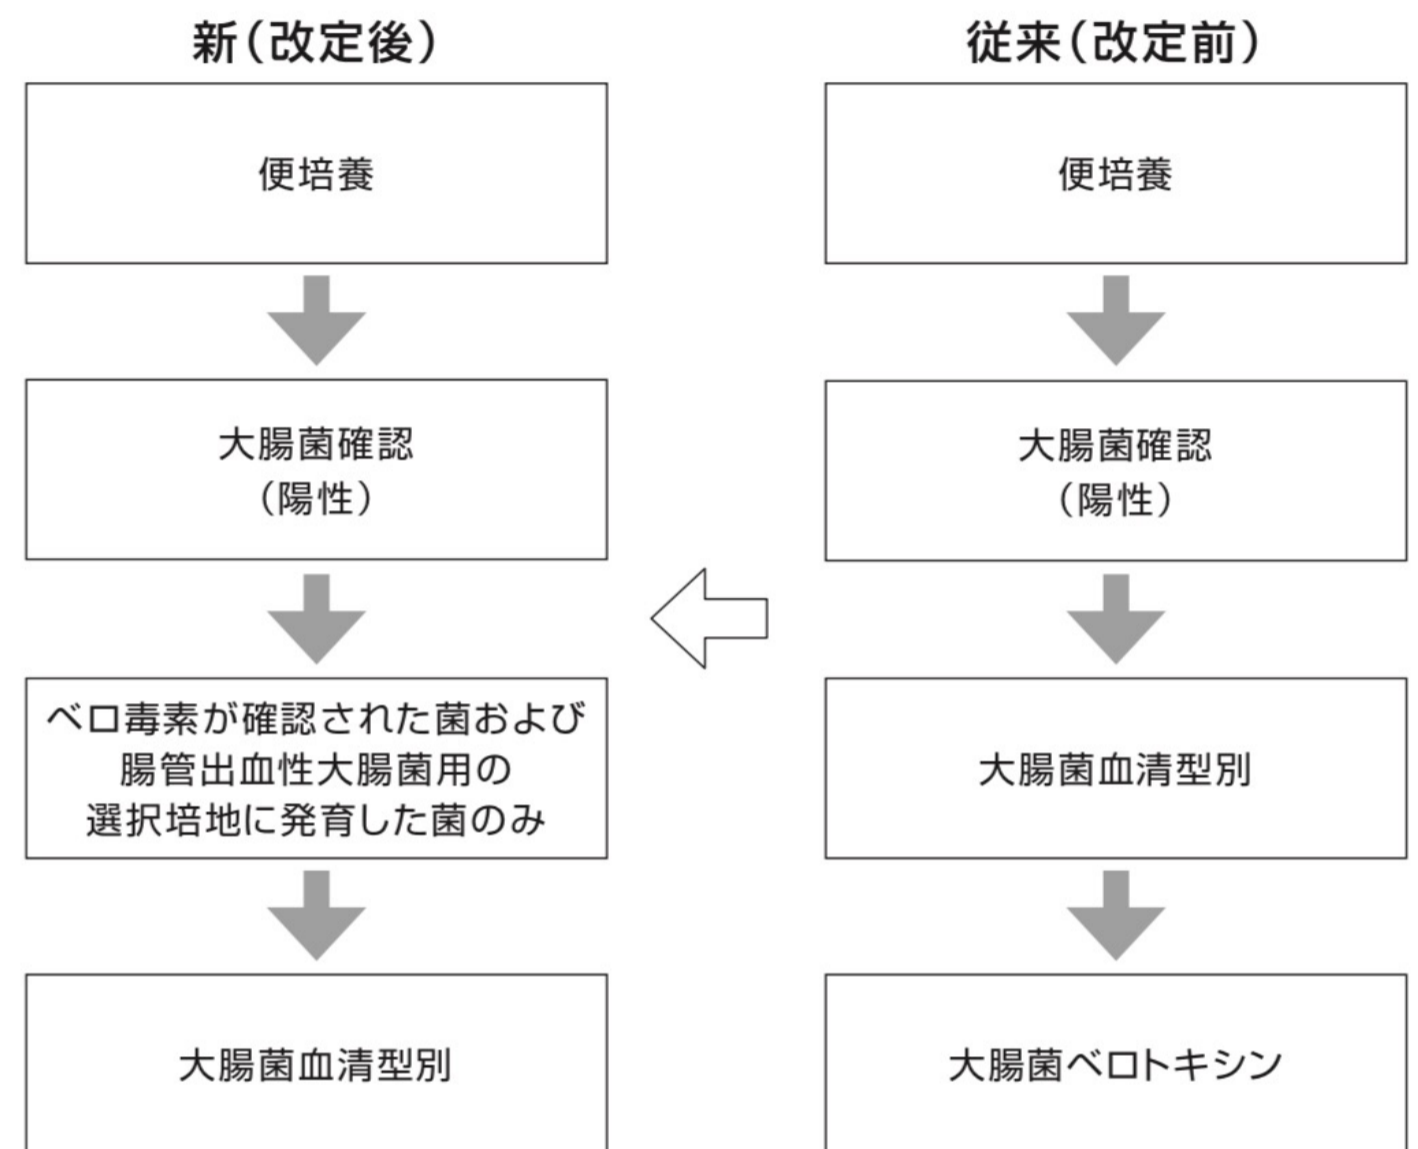 新（改定後）
便培養
大腸菌確認
（陽性）
ベロ毒素が確認された菌および
腸管出血性大腸菌用の
選択培地に発育した菌のみ
大腸菌血清型別
従来（改定前）
便培養
大腸菌確認
（陽性）
大腸菌血清型別
大腸菌ベロトキシン